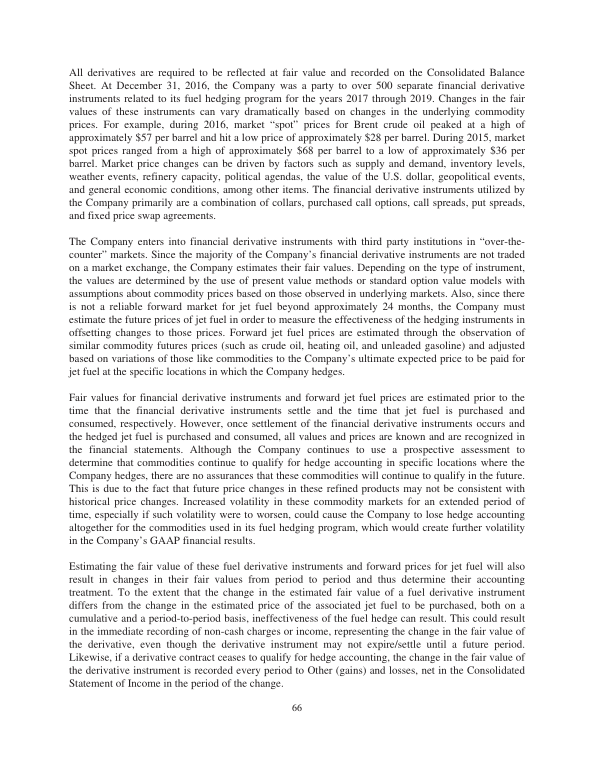 All derivatives are required to be reflected at fair value and recorded on the Consolidated Balance
Sheet. At December 31, 2016, the Company was a party to over 500 separate financial derivative
instruments related to its fuel hedging program for the years 2017 through 2019. Changes in the fair
values of these instruments can vary dramatically based on changes in the underlying commodity
prices. For example, during 2016, market “spot” prices for Brent crude oil peaked at a high of
approximately $57 per barrel and hit a low price of approximately $28 per barrel. During 2015, market
spot prices ranged from a high of approximately $68 per barrel to a low of approximately $36 per
barrel. Market price changes can be driven by factors such as supply and demand, inventory levels,
weather events, refinery capacity, political agendas, the value of the U.S. dollar, geopolitical events,
and general economic conditions, among other items. The financial derivative instruments utilized by
the Company primarily are a combination of collars, purchased call options, call spreads, put spreads,
and fixed price swap agreements.
The Company enters into financial derivative instruments with third party institutions in “over-the-
counter” markets. Since the majority of the Company’s financial derivative instruments are not traded
on a market exchange, the Company estimates their fair values. Depending on the type of instrument,
the values are determined by the use of present value methods or standard option value models with
assumptions about commodity prices based on those observed in underlying markets. Also, since there
is not a reliable forward market for jet fuel beyond approximately 24 months, the Company must
estimate the future prices of jet fuel in order to measure the effectiveness of the hedging instruments in
offsetting changes to those prices. Forward jet fuel prices are estimated through the observation of
similar commodity futures prices (such as crude oil, heating oil, and unleaded gasoline) and adjusted
based on variations of those like commodities to the Company’s ultimate expected price to be paid for
jet fuel at the specific locations in which the Company hedges.
Fair values for financial derivative instruments and forward jet fuel prices are estimated prior to the
time that the financial derivative instruments settle and the time that jet fuel is purchased and
consumed, respectively. However, once settlement of the financial derivative instruments occurs and
the hedged jet fuel is purchased and consumed, all values and prices are known and are recognized in
the financial statements. Although the Company continues to use a prospective assessment to
determine that commodities continue to qualify for hedge accounting in specific locations where the
Company hedges, there are no assurances that these commodities will continue to qualify in the future.
This is due to the fact that future price changes in these refined products may not be consistent with
historical price changes. Increased volatility in these commodity markets for an extended period of
time, especially if such volatility were to worsen, could cause the Company to lose hedge accounting
altogether for the commodities used in its fuel hedging program, which would create further volatility
in the Company’s GAAP financial results.
Estimating the fair value of these fuel derivative instruments and forward prices for jet fuel will also
result in changes in their fair values from period to period and thus determine their accounting
treatment. To the extent that the change in the estimated fair value of a fuel derivative instrument
differs from the change in the estimated price of the associated jet fuel to be purchased, both on a
cumulative and a period-to-period basis, ineffectiveness of the fuel hedge can result. This could result
in the immediate recording of non-cash charges or income, representing the change in the fair value of
the derivative, even though the derivative instrument may not expire/settle until a future period.
Likewise, if a derivative contract ceases to qualify for hedge accounting, the change in the fair value of
the derivative instrument is recorded every period to Other (gains) and losses, net in the Consolidated
Statement of Income in the period of the change.
66